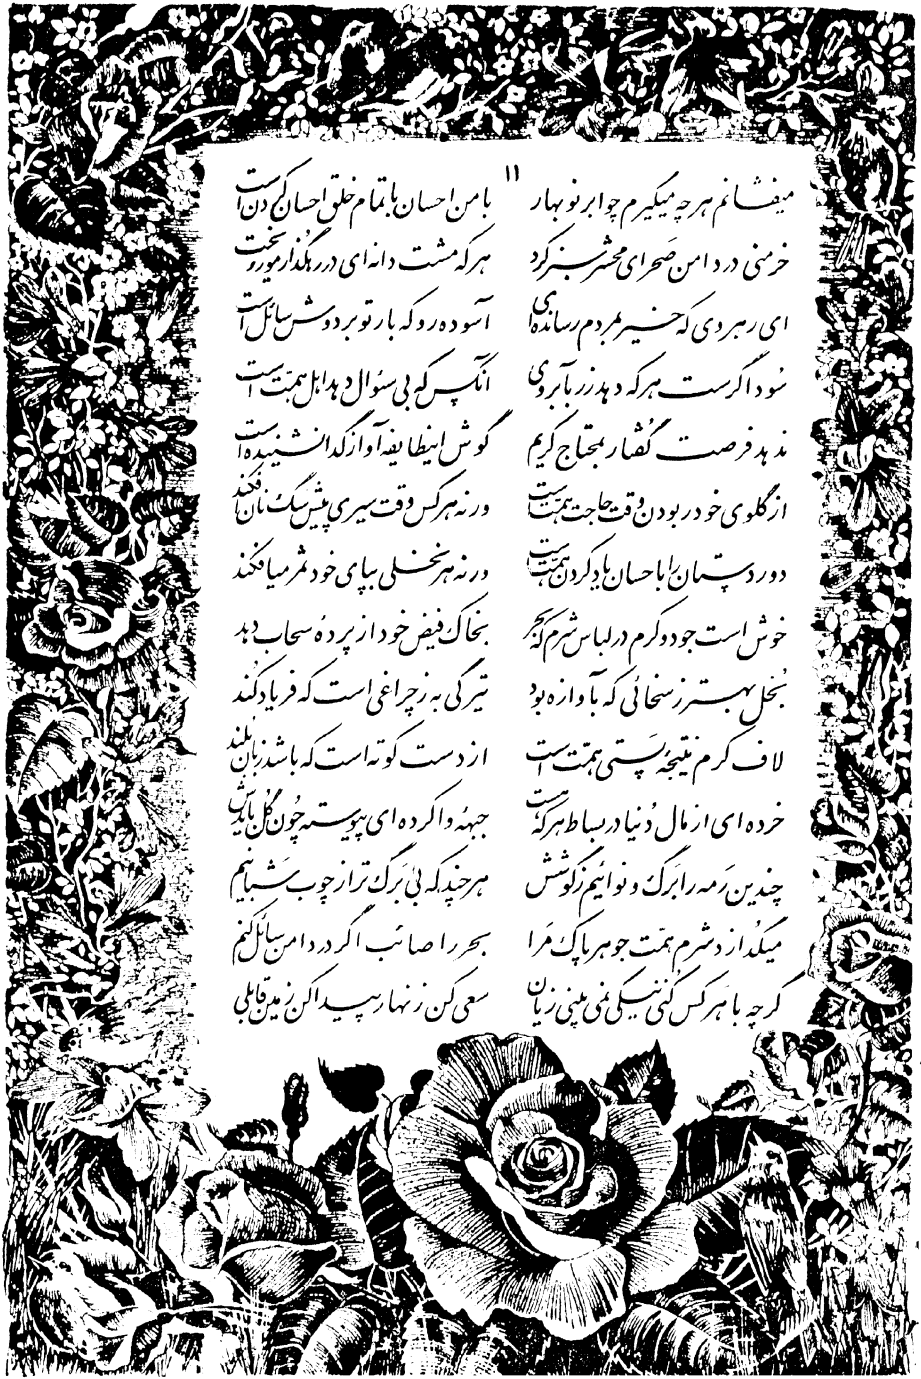 ۱۱
میفشانم هرچه میگیرم چو ابر نوبهار با من احسان با تمام خلق احسان کردن است
خرمنی در دامن صحرای محشر سبز کرد هرکه مشت دانه ای در رهگذار مور ریخت
ای رهروی که خیر بمردم رسانده ای آسوده رو که بار تو بر دوش سائل است
سوداگرست هرکه دهد زر بآبروی آنکس که بی سئوال دهد اهل همت است
ندهد فرصت گفتار بمحتاج کریم گوش اینطایفه آواز گدا نشنیده است
از گلوی خود ربودن وقت حاجت همت است ورنه هرکس وقت سیری پیش سگ نان افکند
دور دستان را باحسان یاد کردن همت است ورنه هر نخلی بپای خود ثمر میافکند
خوش است جود و کرم در لباس شرم که بحر بخاک فیض خود از پرده سحاب دهد
بخل بهتر ز سخائی که بآوازه بود تیرگی به ز چراغی است که فریاد کند
لاف کرم نتیجه پستی همت است از دست کوته است که باشد زبان بلند
خرده ای از مال دنیا در بساط هرکه هست جبهه واکرده ای پیوسته چون گل بایدش
چندین رمه را برگ و نوائیم ز کوشش هرچند که بی برگ تر از چوب شبانیم
میگدازد شرم همت جوهر پاک مرا بحر را صائب اگر در دامن سائل کنم
گرچه با هرکس کنی نیکی نمی بینی زیان سعی کن زنهار پیدا کن زمین قابلی